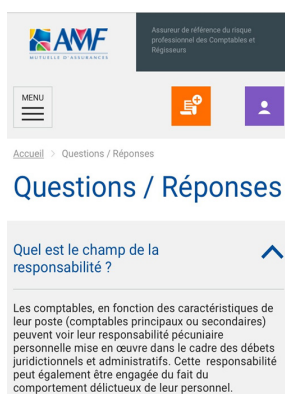 AMF
MUTUELLE D'ASSURANCES
Assureur de référence du risque
professionnel des Comptables et
Régisseurs
MENU
Accueil > Questions / Réponses
Questions / Réponses
Quel est le champ de la
responsabilité ?
Les comptables, en fonction des caractéristiques de
leur poste (comptables principaux ou secondaires)
peuvent voir leur responsabilité pécuniaire
personnelle mise en œuvre dans le cadre des débets
juridictionnels et administratifs. Cette responsabilité
peut également être engagée du fait du
comportement délictueux de leur personnel.